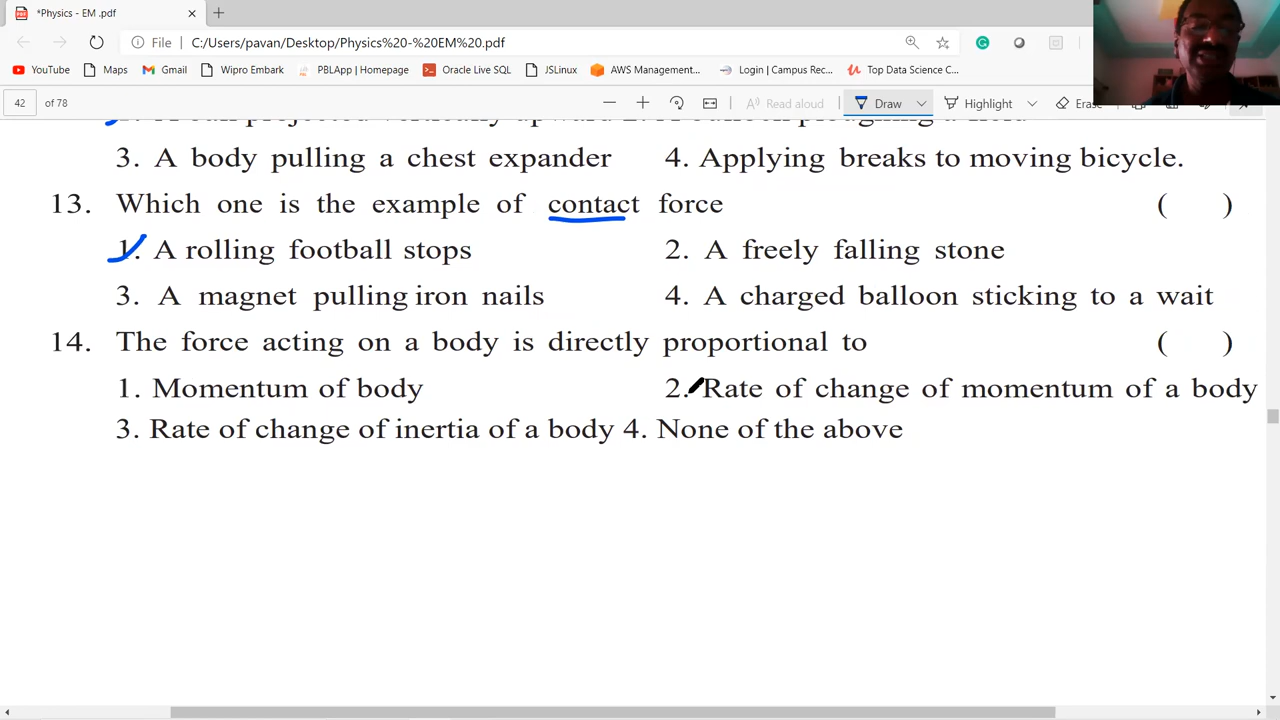 *Physics - EM .pdf
File C:/Users/pavan/Desktop/Physics%20-%20EM%20.pdf
YouTube Maps Gmail Wipro Embark PBLApp | Homepage Oracle Live SQL JSLinux AWS Management... Login | Campus Rec... Top Data Science C...
42 of 78 Read aloud Draw Highlight Erase
3. A body pulling a chest expander 4. Applying breaks to moving bicycle.
13. Which one is the example of contact force ( )
1. A rolling football stops 2. A freely falling stone
3. A magnet pulling iron nails 4. A charged balloon sticking to a wait
14. The force acting on a body is directly proportional to ( )
1. Momentum of body 2. Rate of change of momentum of a body
3. Rate of change of inertia of a body 4. None of the above